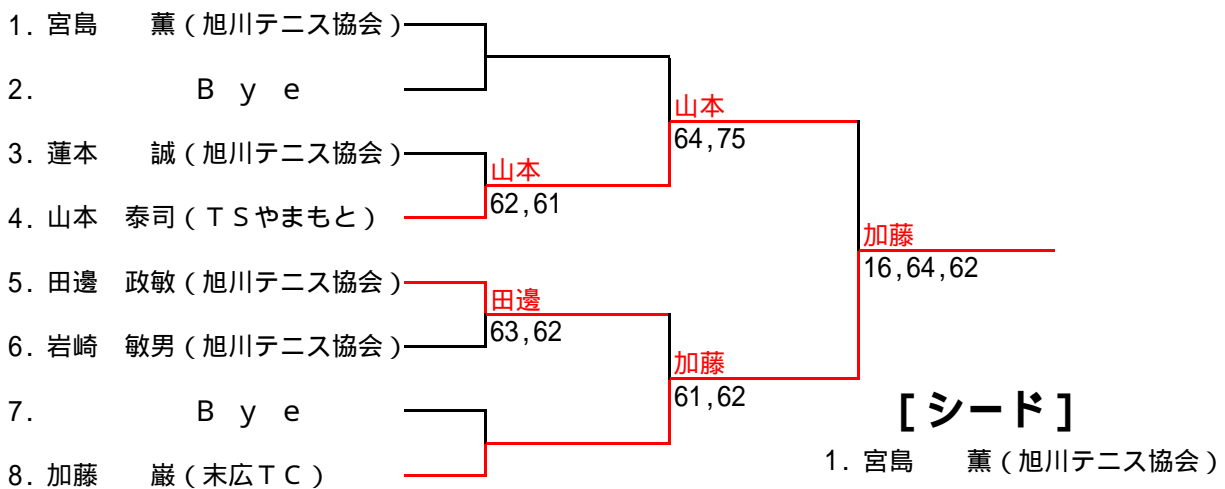 1. 宮島　　薫（旭川テニス協会）
2.　　　　　　Ｂｙｅ
山本
64,75
3. 蓮本　　誠（旭川テニス協会）
山本
62,61
4. 山本　泰司（ＴＳやまもと）
加藤
16,64,62
5. 田邊　政敏（旭川テニス協会）
田邊
63,62
6. 岩崎　敏男（旭川テニス協会）
加藤
61,62
7.　　　　　　Ｂｙｅ
[シード]
8. 加藤　　巌（末広ＴＣ）
1. 宮島　　薫（旭川テニス協会）